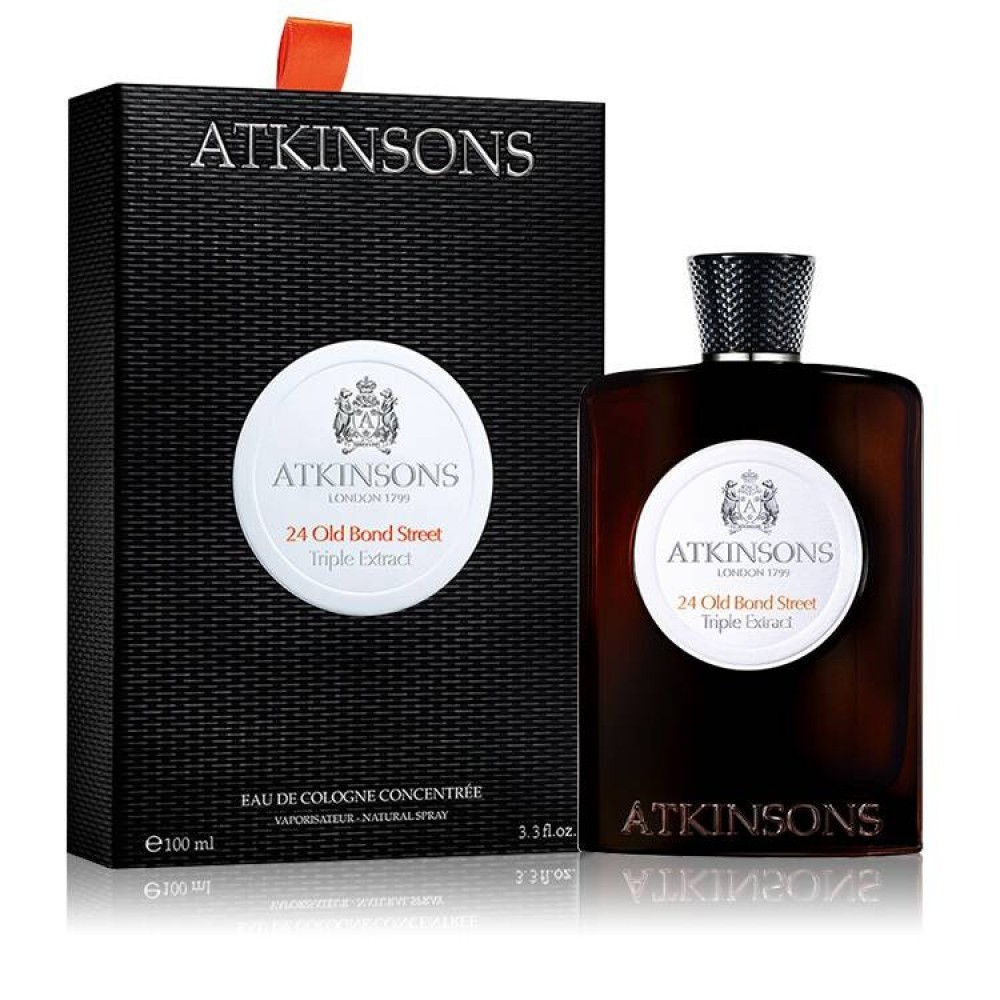 ATKINSONS
A
ATKINSONS
LONDON 1799
24 Old Bond Street
Triple Extract
EAU DE COLOGNE CONCENTRÉE
VAPORISATEUR - NATURAL SPRAY
℮100 ml
3.3 fl.oz.
A
ATKINSONS
LONDON 1799
24 Old Bond Street
Triple Extract
ATKINSONS